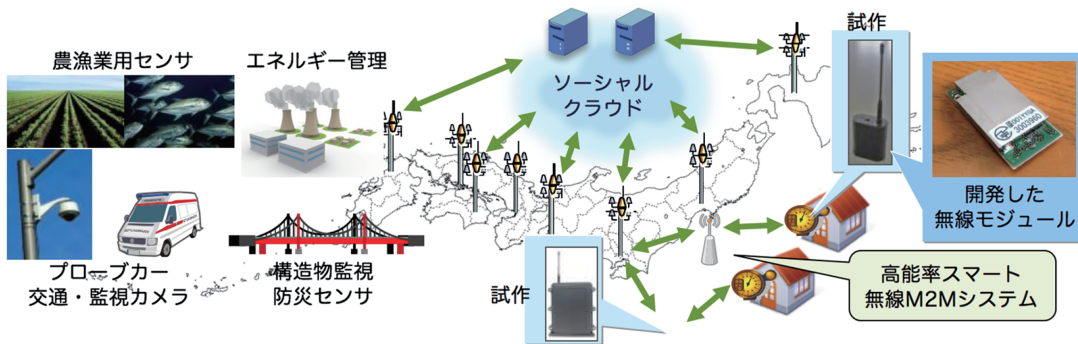 農漁業用センサ
エネルギー管理
プローブカー
交通・監視カメラ
構造物監視
防災センサ
ソーシャル
クラウド
試作
試作
開発した
無線モジュール
高能率スマート
無線M2Mシステム